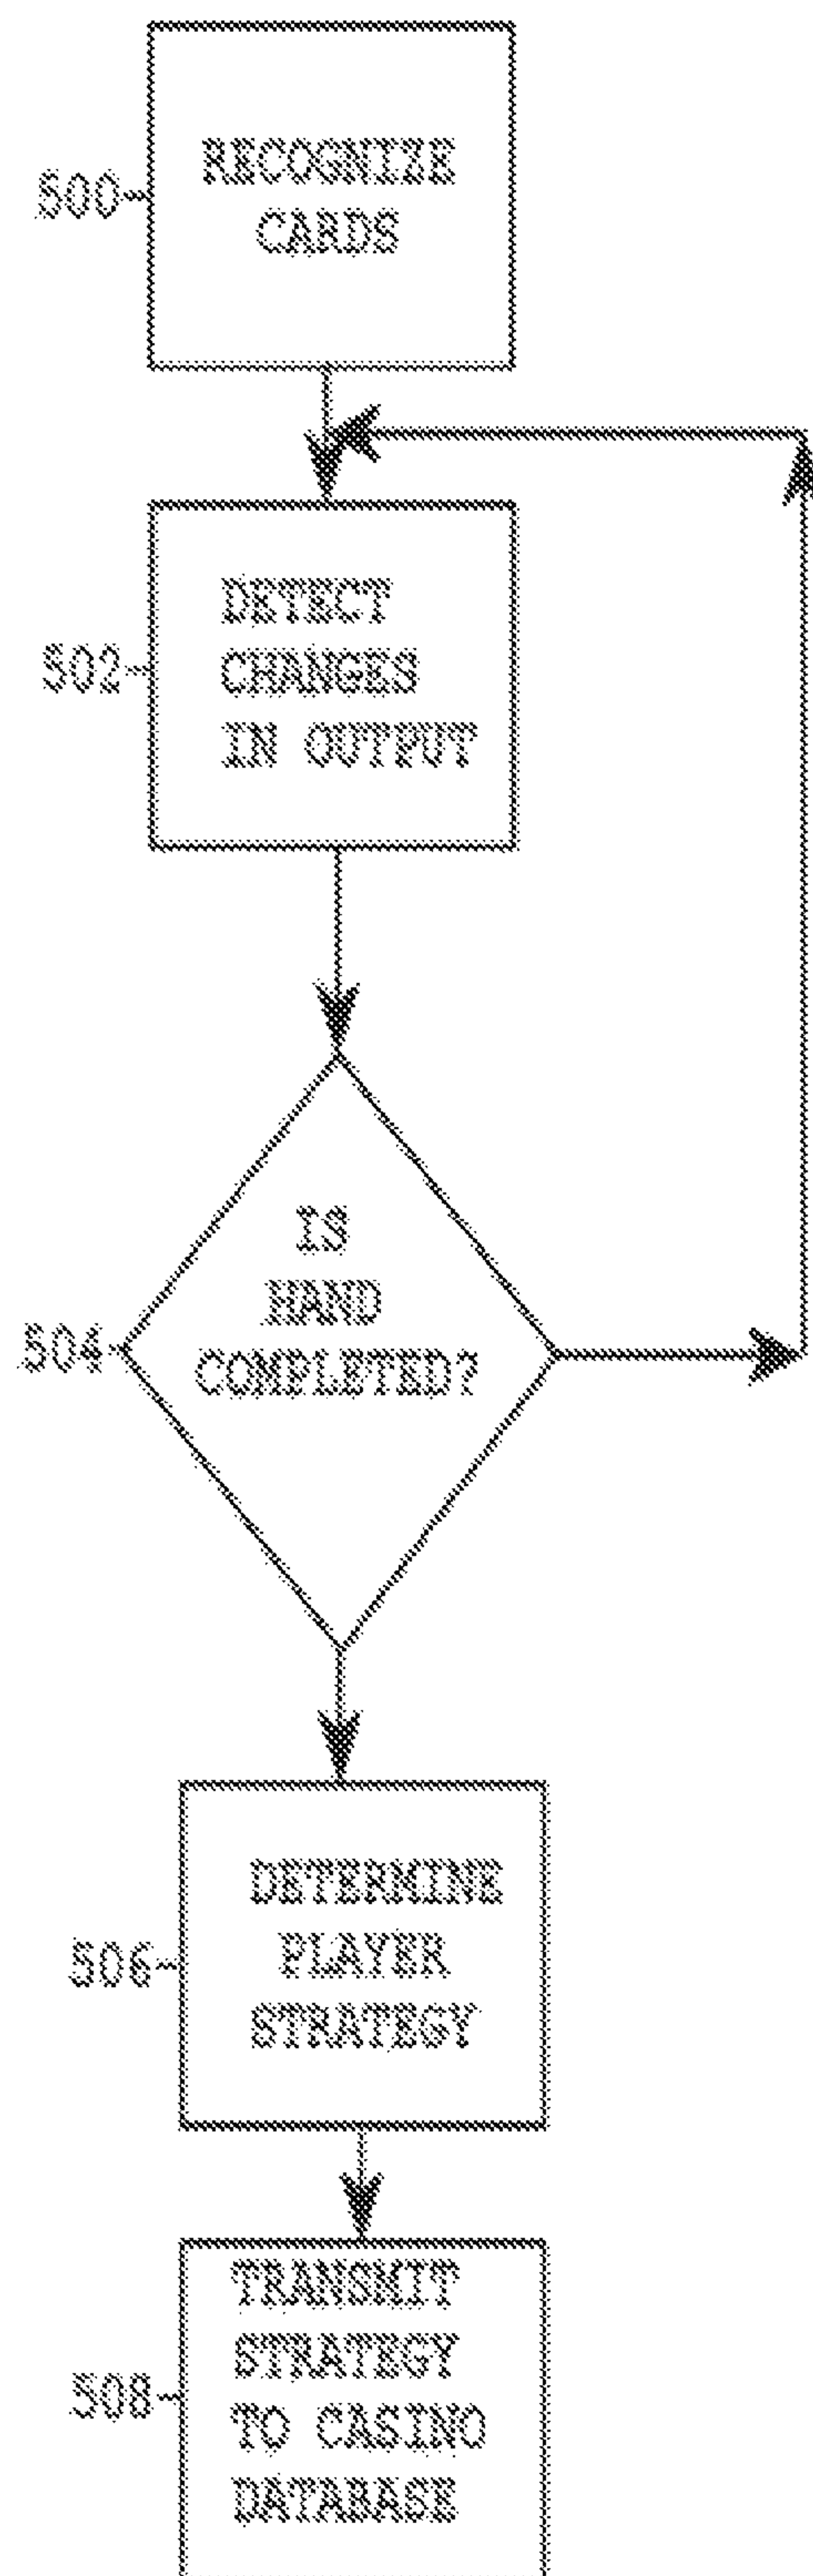 500
RECOGNIZE
CARDS
502
DETECT
CHANGES
IN OUTPUT
504
IS
HAND
COMPLETED?
506
DETERMINE
PLAYER
STRATEGY
508
TRANSMIT
STRATEGY
TO CASINO
DATABASE